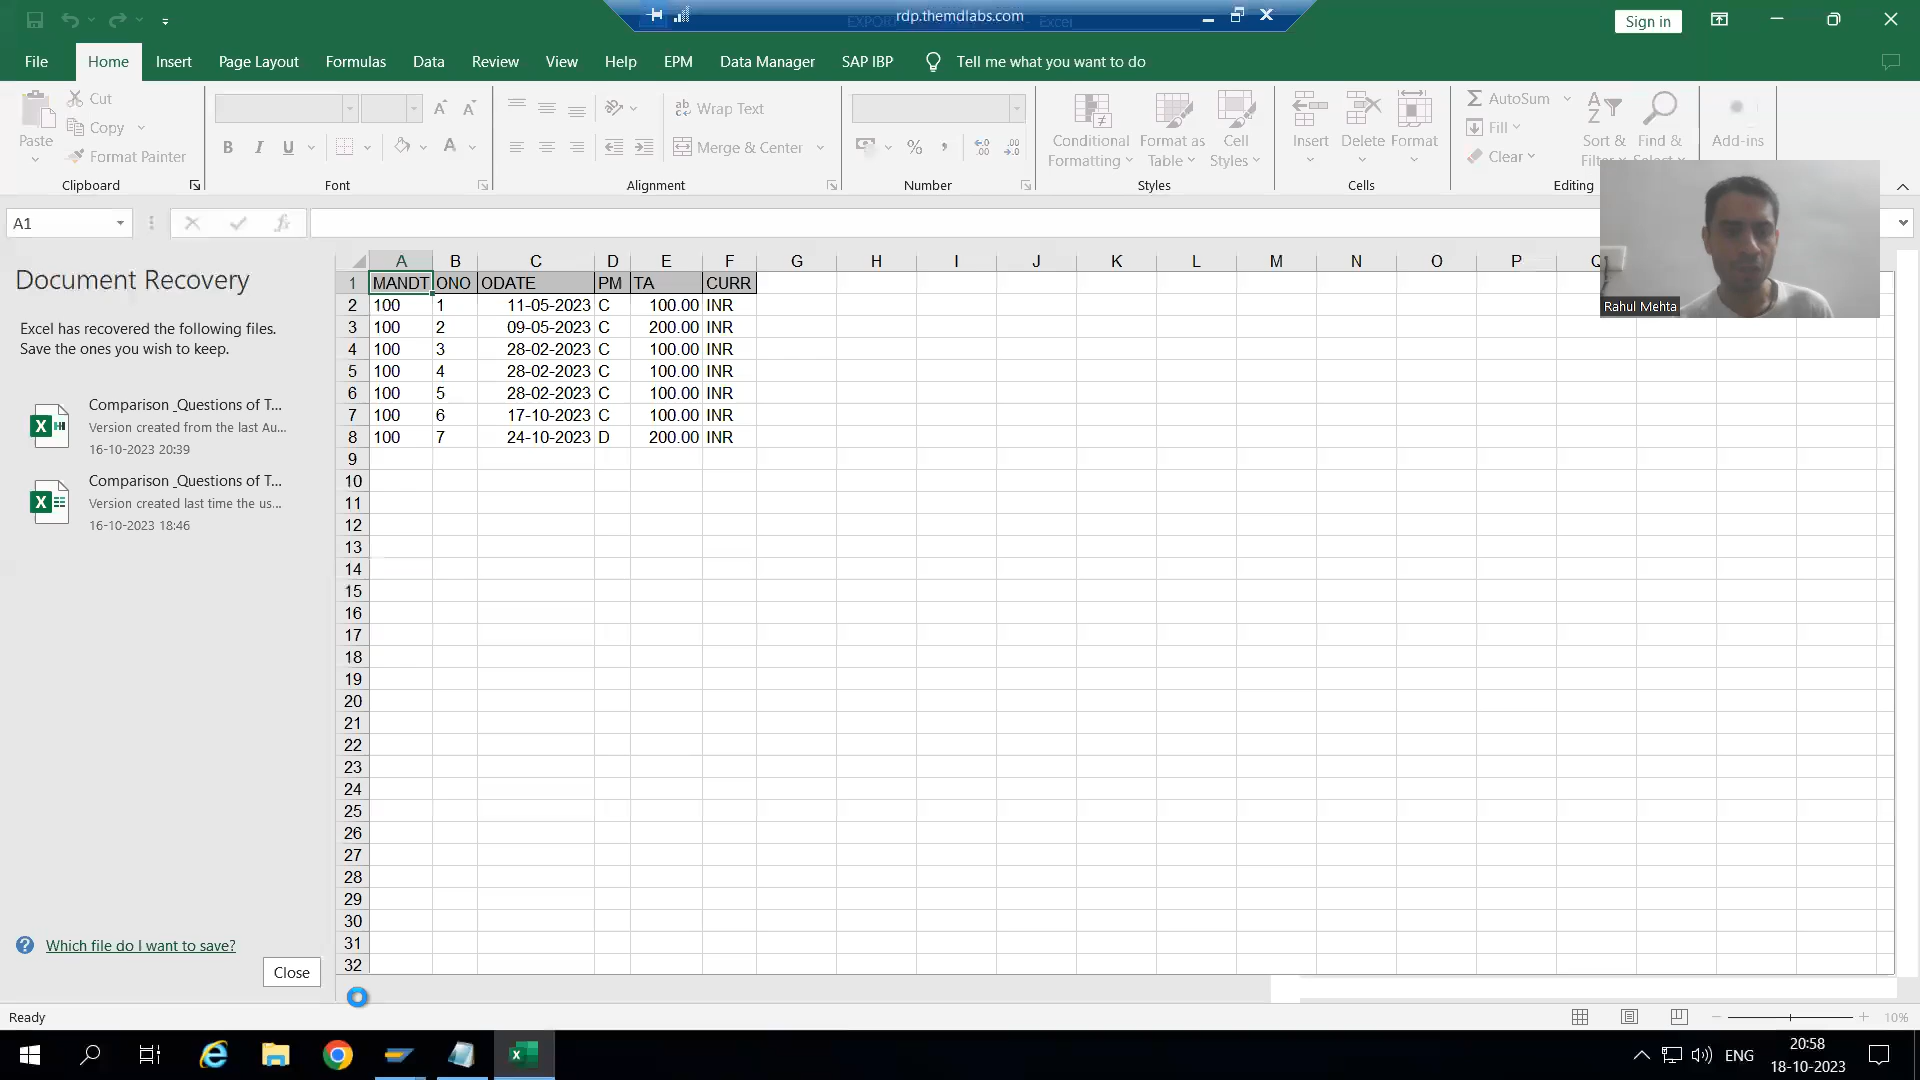 rdp.themdlabs.com
Excel
Sign in
File Home Insert Page Layout Formulas Data Review View Help EPM Data Manager SAP IBP Tell me what you want to do
Paste
Cut
Copy
Format Painter
Clipboard
B I U
Font
Wrap Text
Merge & Center
Alignment
Number
Conditional Formatting
Format as Table
Cell Styles
Styles
Insert Delete Format
Cells
AutoSum
Fill
Clear
Sort &
Filter
Find &
Select
Editing
Add-ins
A1
Rahul Mehta
Document Recovery
Excel has recovered the following files.
Save the ones you wish to keep.
Comparison _Questions of T...
Version created from the last Au...
16-10-2023 20:39
Comparison _Questions of T...
Version created last time the us...
16-10-2023 18:46
Which file do I want to save?
Close
A B C D E F G H I J K L M N O P Q
1 MANDT ONO ODATE PM TA CURR
2 100 1 11-05-2023 C 100.00 INR
3 100 2 09-05-2023 C 200.00 INR
4 100 3 28-02-2023 C 100.00 INR
5 100 4 28-02-2023 C 100.00 INR
6 100 5 28-02-2023 C 100.00 INR
7 100 6 17-10-2023 C 100.00 INR
8 100 7 24-10-2023 D 200.00 INR
9
10
11
12
13
14
15
16
17
18
19
20
21
22
23
24
25
26
27
28
29
30
31
32
Ready
10%
ENG
20:58
18-10-2023